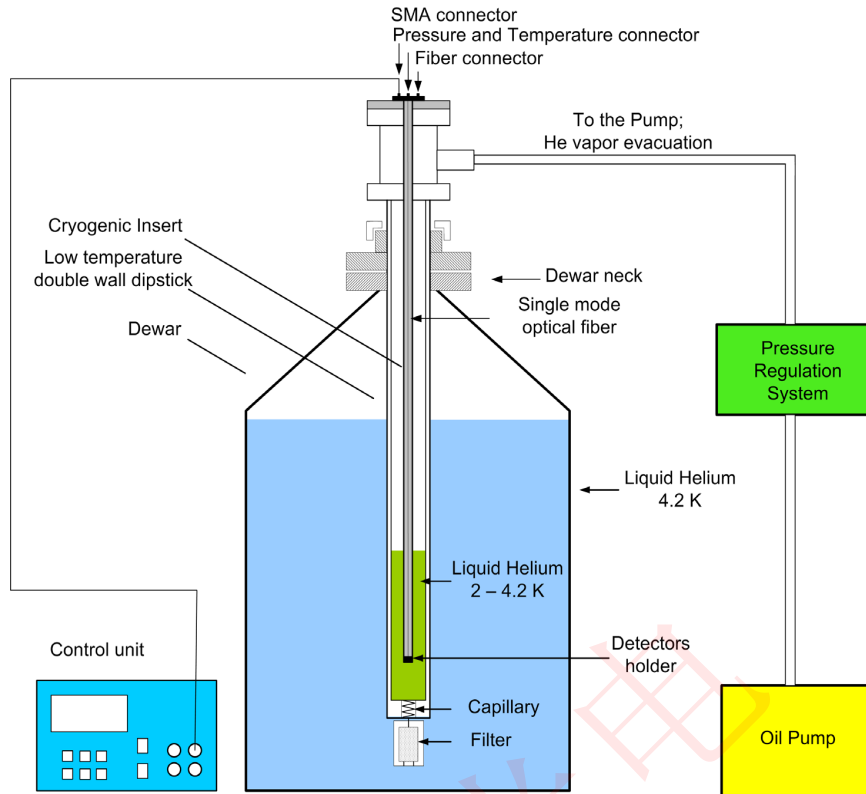 SMA connector
Pressure and Temperature connector
Fiber connector
To the Pump;
He vapor evacuation
Cryogenic Insert
Low temperature
double wall dipstick
Dewar
Dewar neck
Single mode
optical fiber
Pressure
Regulation
System
Liquid Helium
4.2 K
Liquid Helium
2 – 4.2 K
Detectors
holder
Control unit
Capillary
Filter
Oil Pump
电